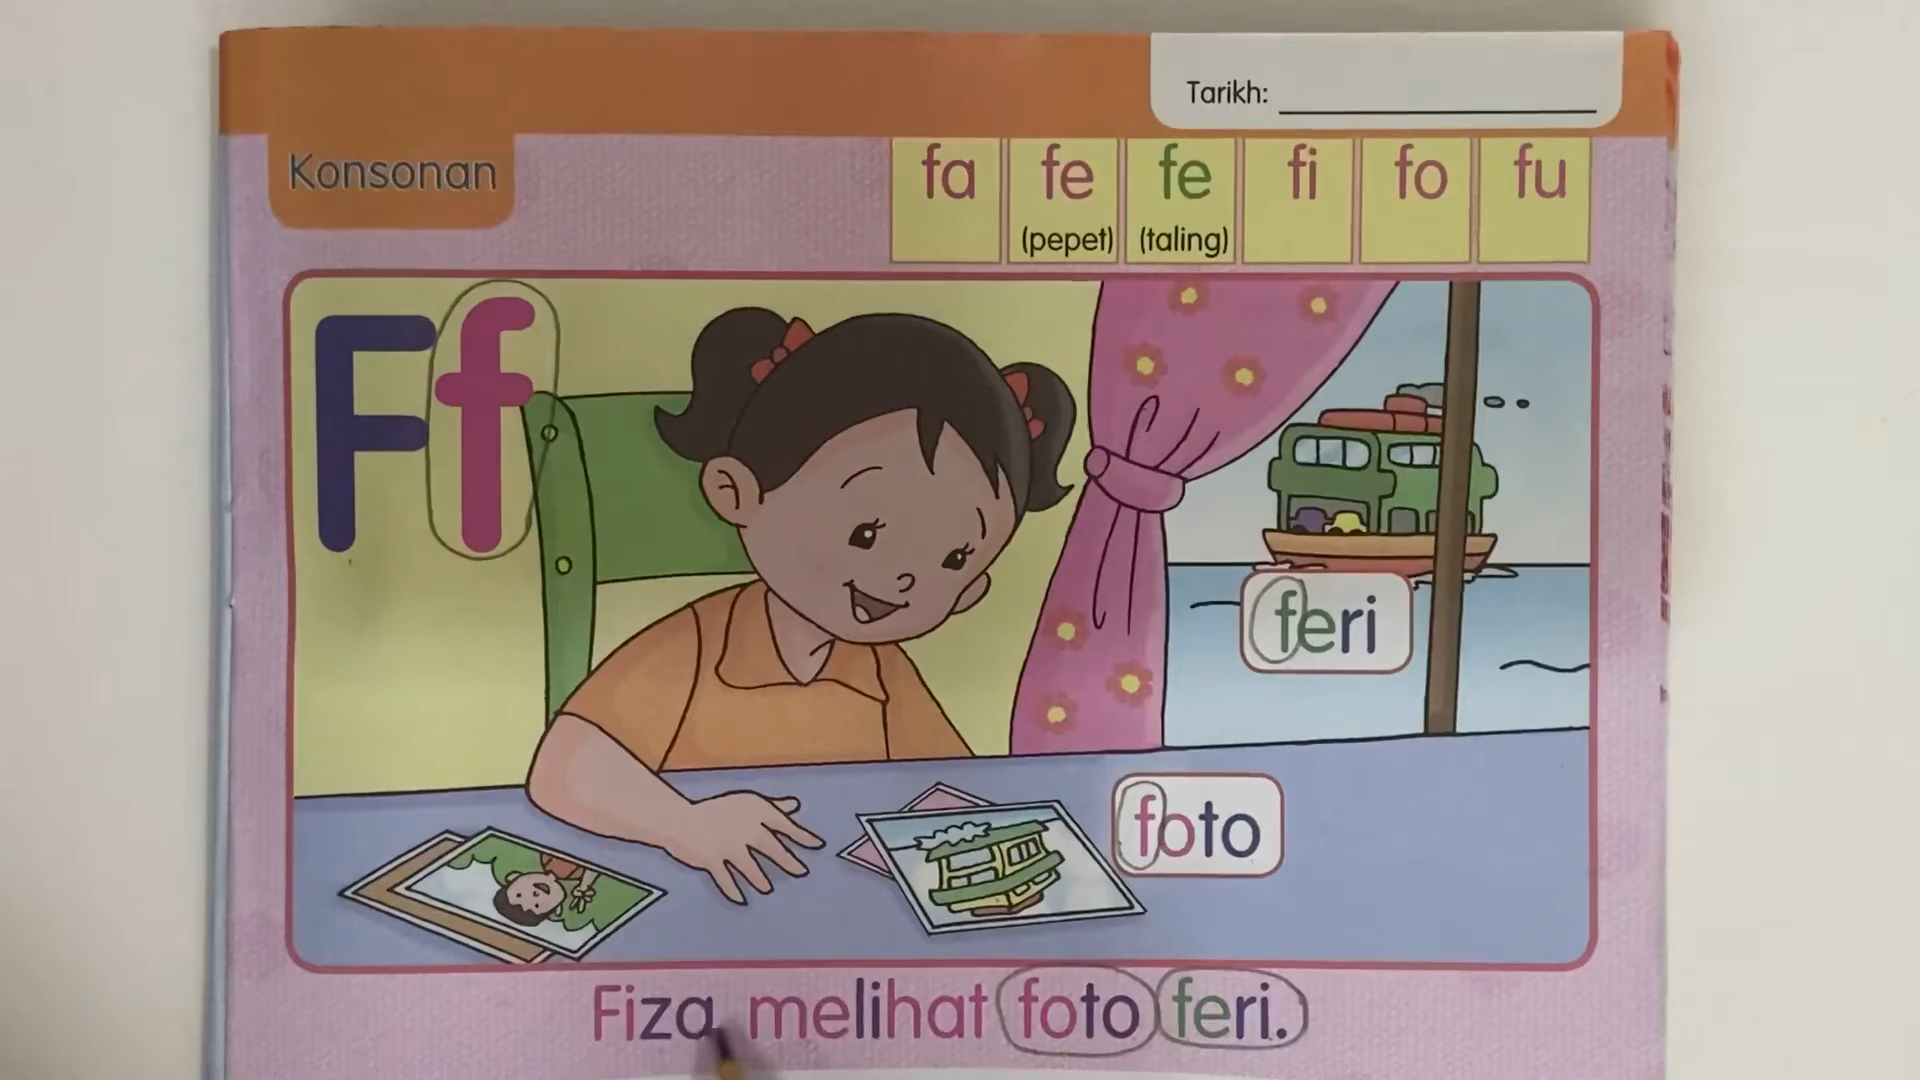 Tarikh:
Konsonan
fa fe fe fi fo fu
(pepet) (taling)
Ff
feri
foto
Fiza melihat foto feri.